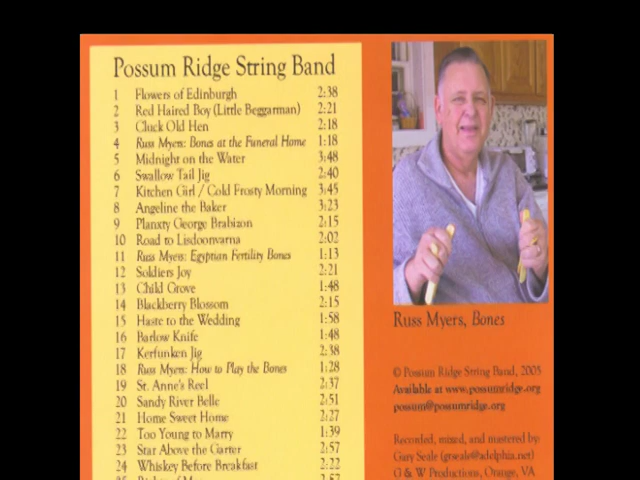 Possum Ridge String Band
1 Flowers of Edinburgh 2:38
2 Red Haired Boy (Little Beggarman) 2:21
3 Cluck Old Hen 2:18
4 Russ Myers: Bones at the Funeral Home 1:18
5 Midnight on the Water 3:48
6 Swallow Tail Jig 2:40
7 Kitchen Girl / Cold Frosty Morning 3:45
8 Angeline the Baker 3:23
9 Planxty George Brabizon 2:15
10 Road to Lisdoonvarna 2:02
11 Russ Myers: Egyptian Fertility Bones 1:13
12 Soldiers Joy 2:21
13 Child Grove 1:48
14 Blackberry Blossom 2:15
15 Haste to the Wedding 1:58
16 Barlow Knife 1:48
17 Kerfunken Jig 2:38
18 Russ Myers: How to Play the Bones 1:28
19 St. Anne's Reel 2:37
20 Sandy River Belle 2:51
21 Home Sweet Home 2:27
22 Too Young to Marry 1:39
23 Star Above the Garter 2:57
24 Whiskey Before Breakfast 2:22
Russ Myers, Bones
© Possum Ridge String Band, 2005
Available at www.possumridge.org
possum@possumridge.org
Recorded, mixed, and mastered by:
Gary Seale (gtseale@adelphia.net)
G & W Productions, Orange, VA